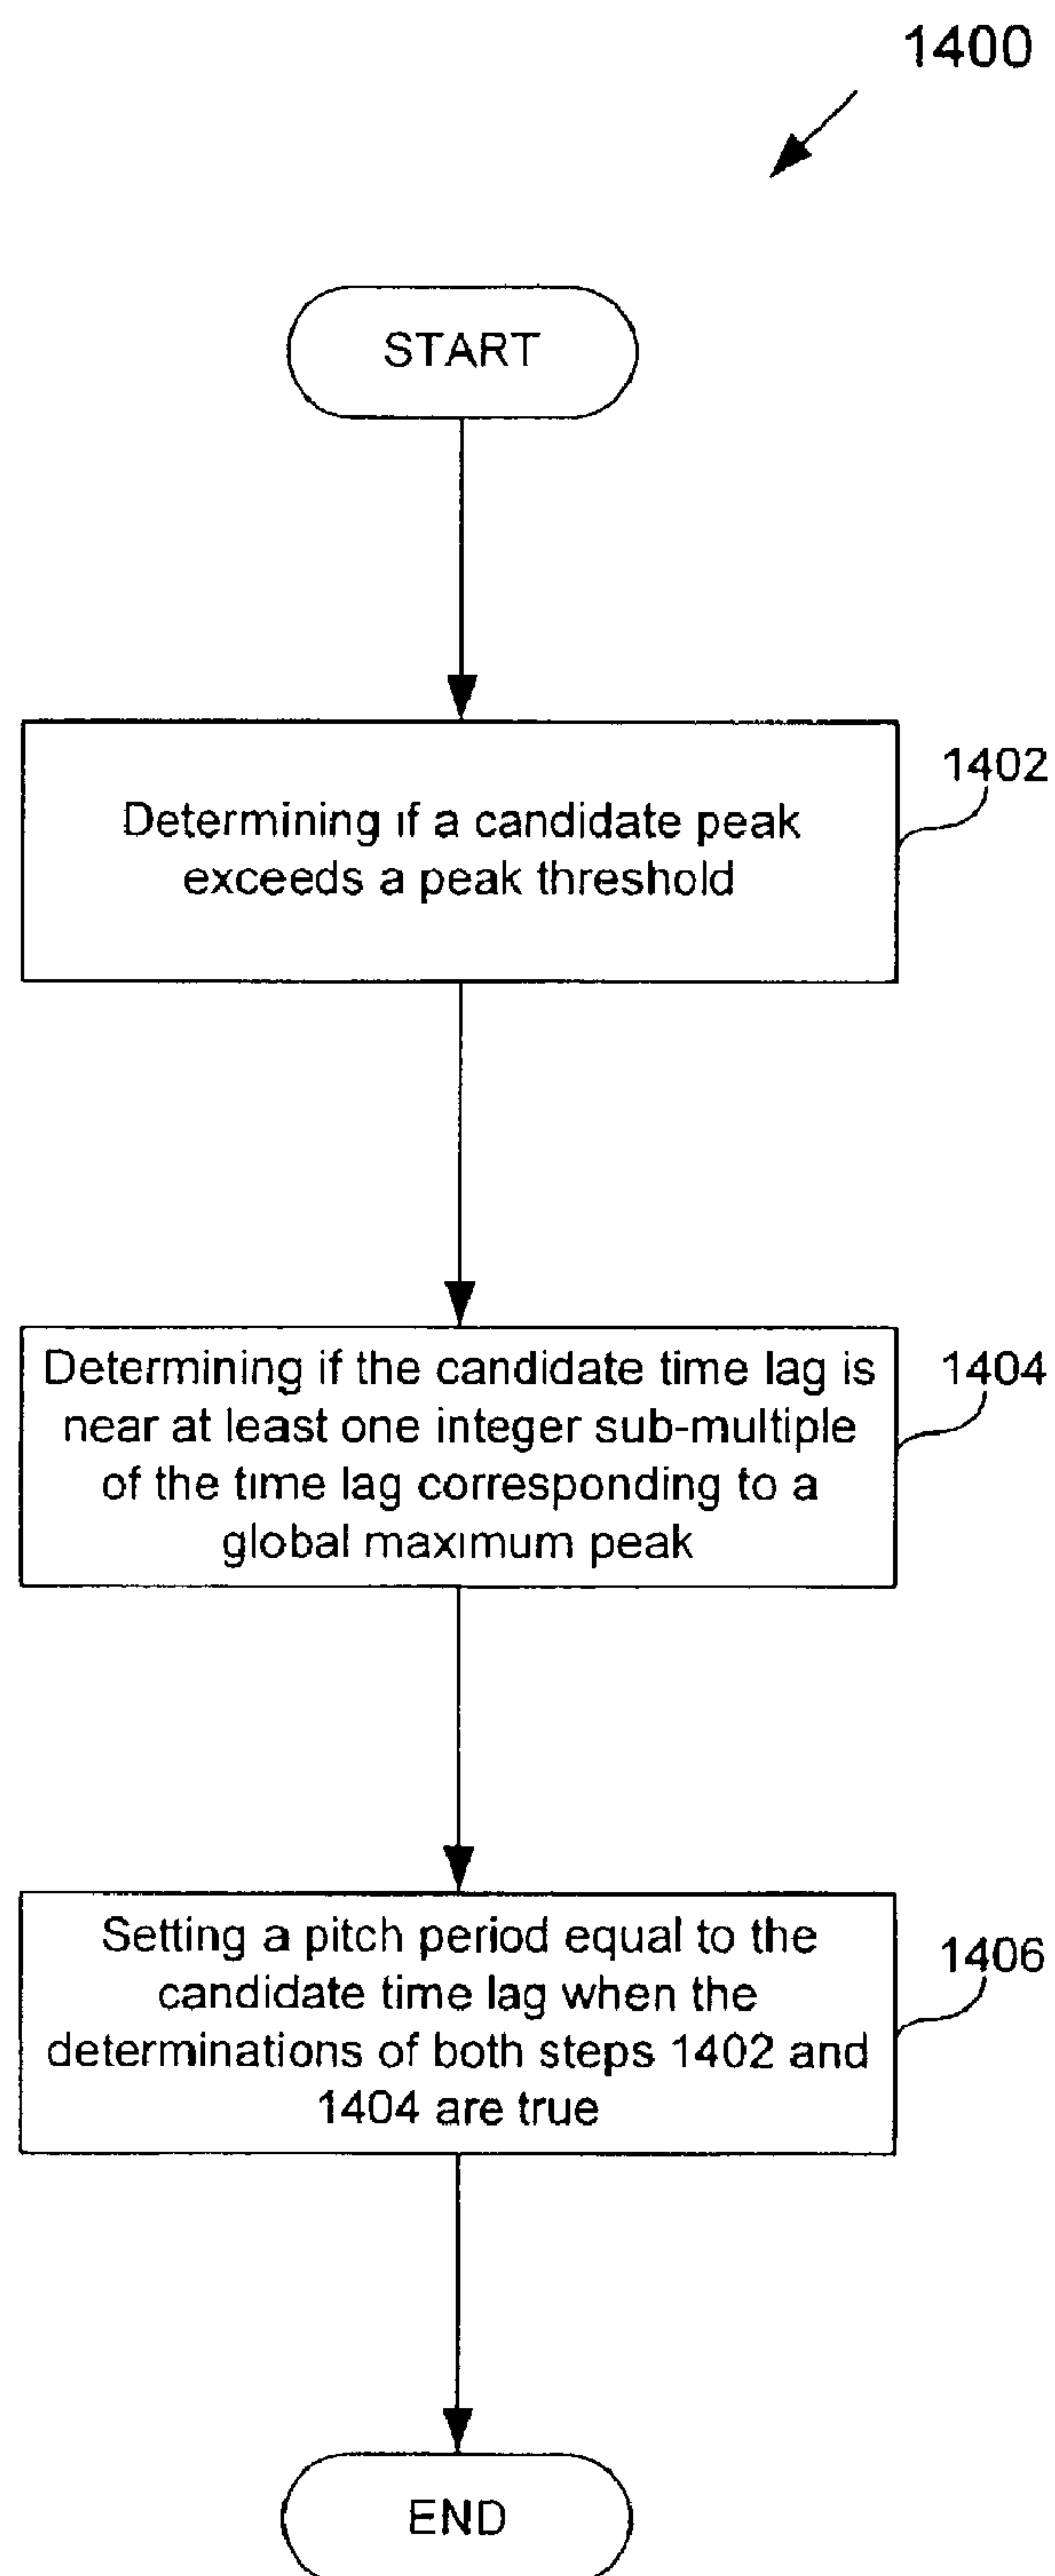 1400
START
Determining if a candidate peak
exceeds a peak threshold
1402
Determining if the candidate time lag is
near at least one integer sub-multiple
of the time lag corresponding to a
global maximum peak
1404
Setting a pitch period equal to the
candidate time lag when the
determinations of both steps 1402 and
1404 are true
1406
END